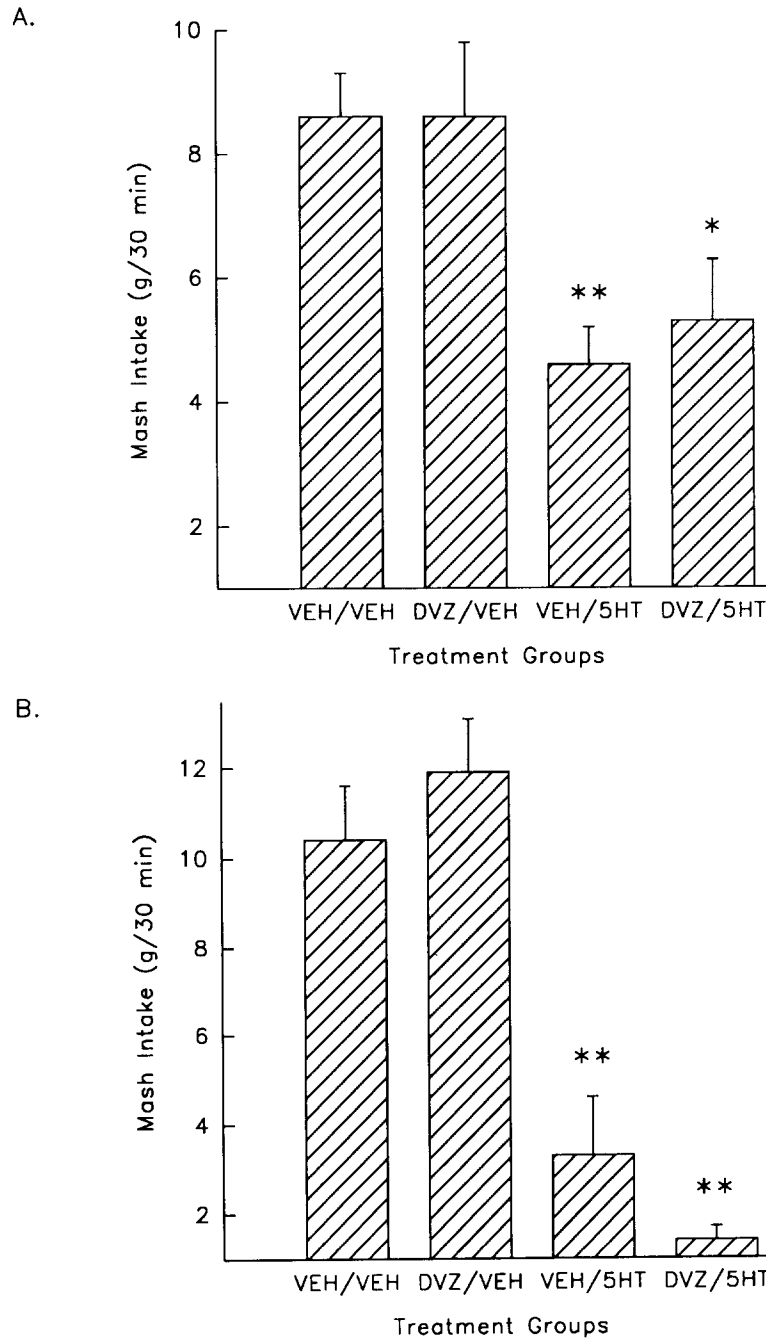 A.
10
8
6
4
2
Mash Intake (g/30 min)
**
*
VEH/VEH DVZ/VEH VEH/5HT DVZ/5HT
Treatment Groups
B.
12
10
8
6
4
2
Mash Intake (g/30 min)
**
**
VEH/VEH DVZ/VEH VEH/5HT DVZ/5HT
Treatment Groups